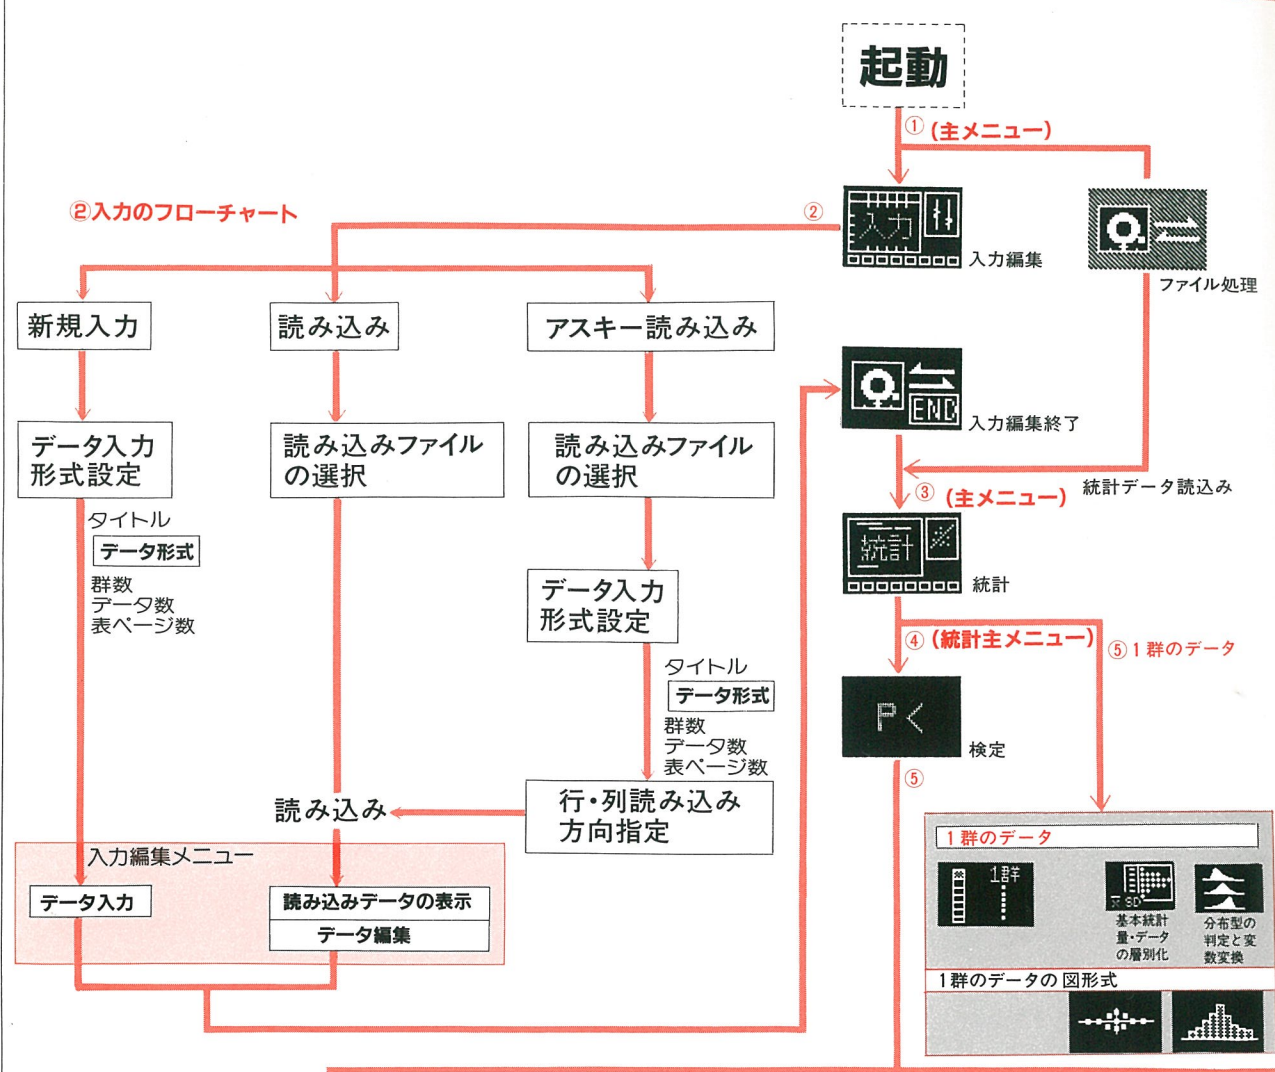 起動
① (主メニュー)
②入力のフローチャート
②
入力
入力編集
ファイル処理
新規入力
読み込み
アスキー読み込み
END
入力編集終了
データ入力
形式設定
読み込みファイル
の選択
読み込みファイル
の選択
③ (主メニュー)
統計データ読込み
タイトル
データ形式
群数
データ数
表ページ数
統計
統計
データ入力
形式設定
④ (統計主メニュー)
⑤1群のデータ
タイトル
データ形式
群数
データ数
表ページ数
P<
検定
⑤
読み込み
行・列読み込み
方向指定
入力編集メニュー
データ入力
読み込みデータの表示
データ編集
1群のデータ
1群
x̄ SD
基本統計
量・データ
の層別化
分布型の
判定と変
数変換
1群のデータの図形式